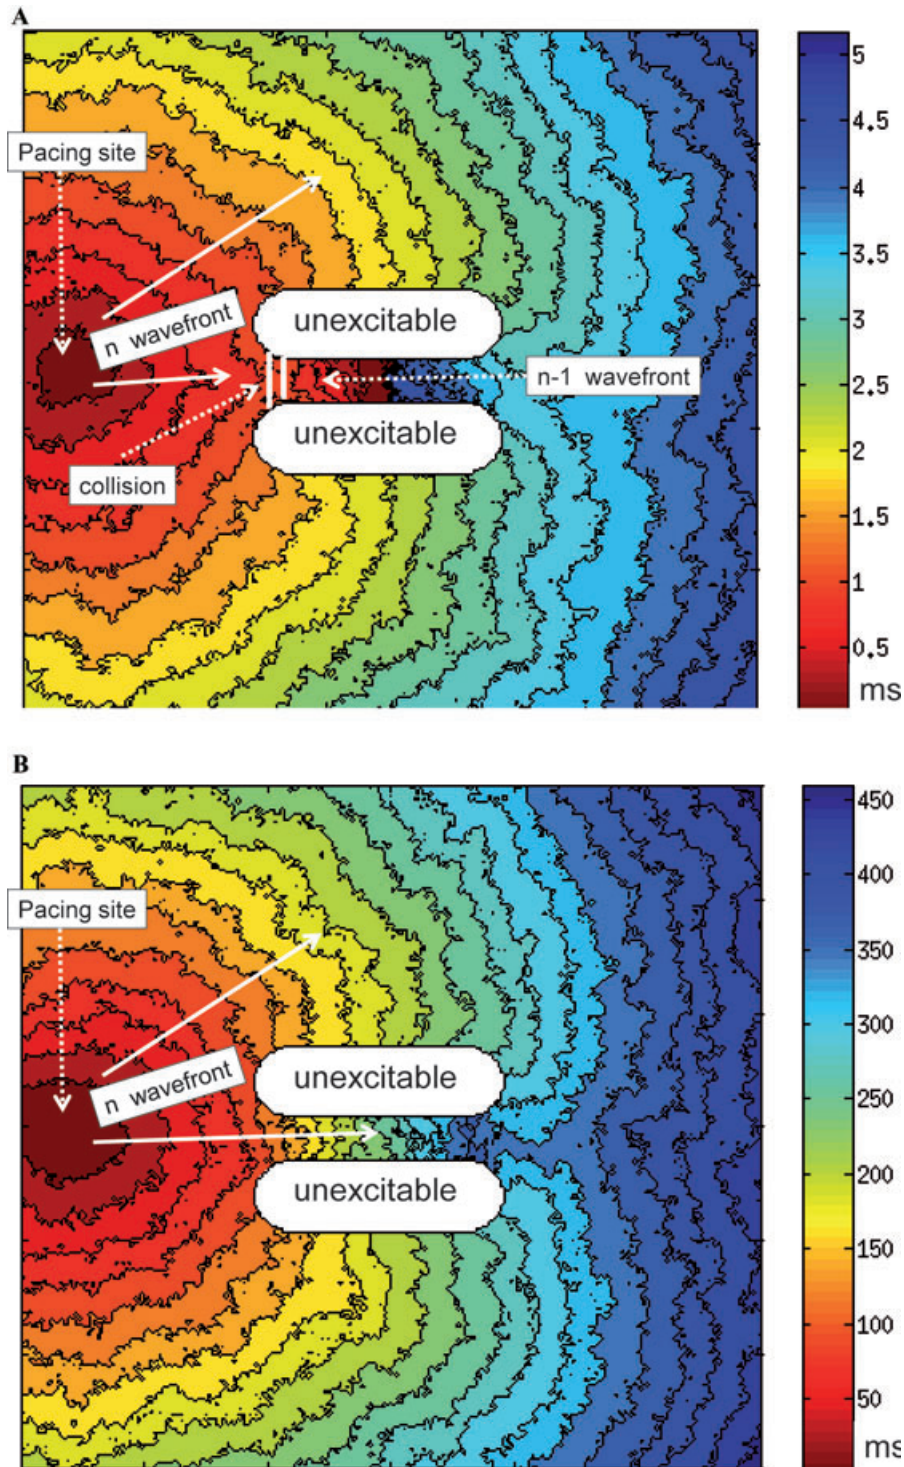 A
Pacing site
n wavefront
unexcitable
n-1 wavefront
unexcitable
collision
5
4.5
4
3.5
3
2.5
2
1.5
1
0.5
ms
B
Pacing site
n wavefront
unexcitable
unexcitable
450
400
350
300
250
200
150
100
50
ms